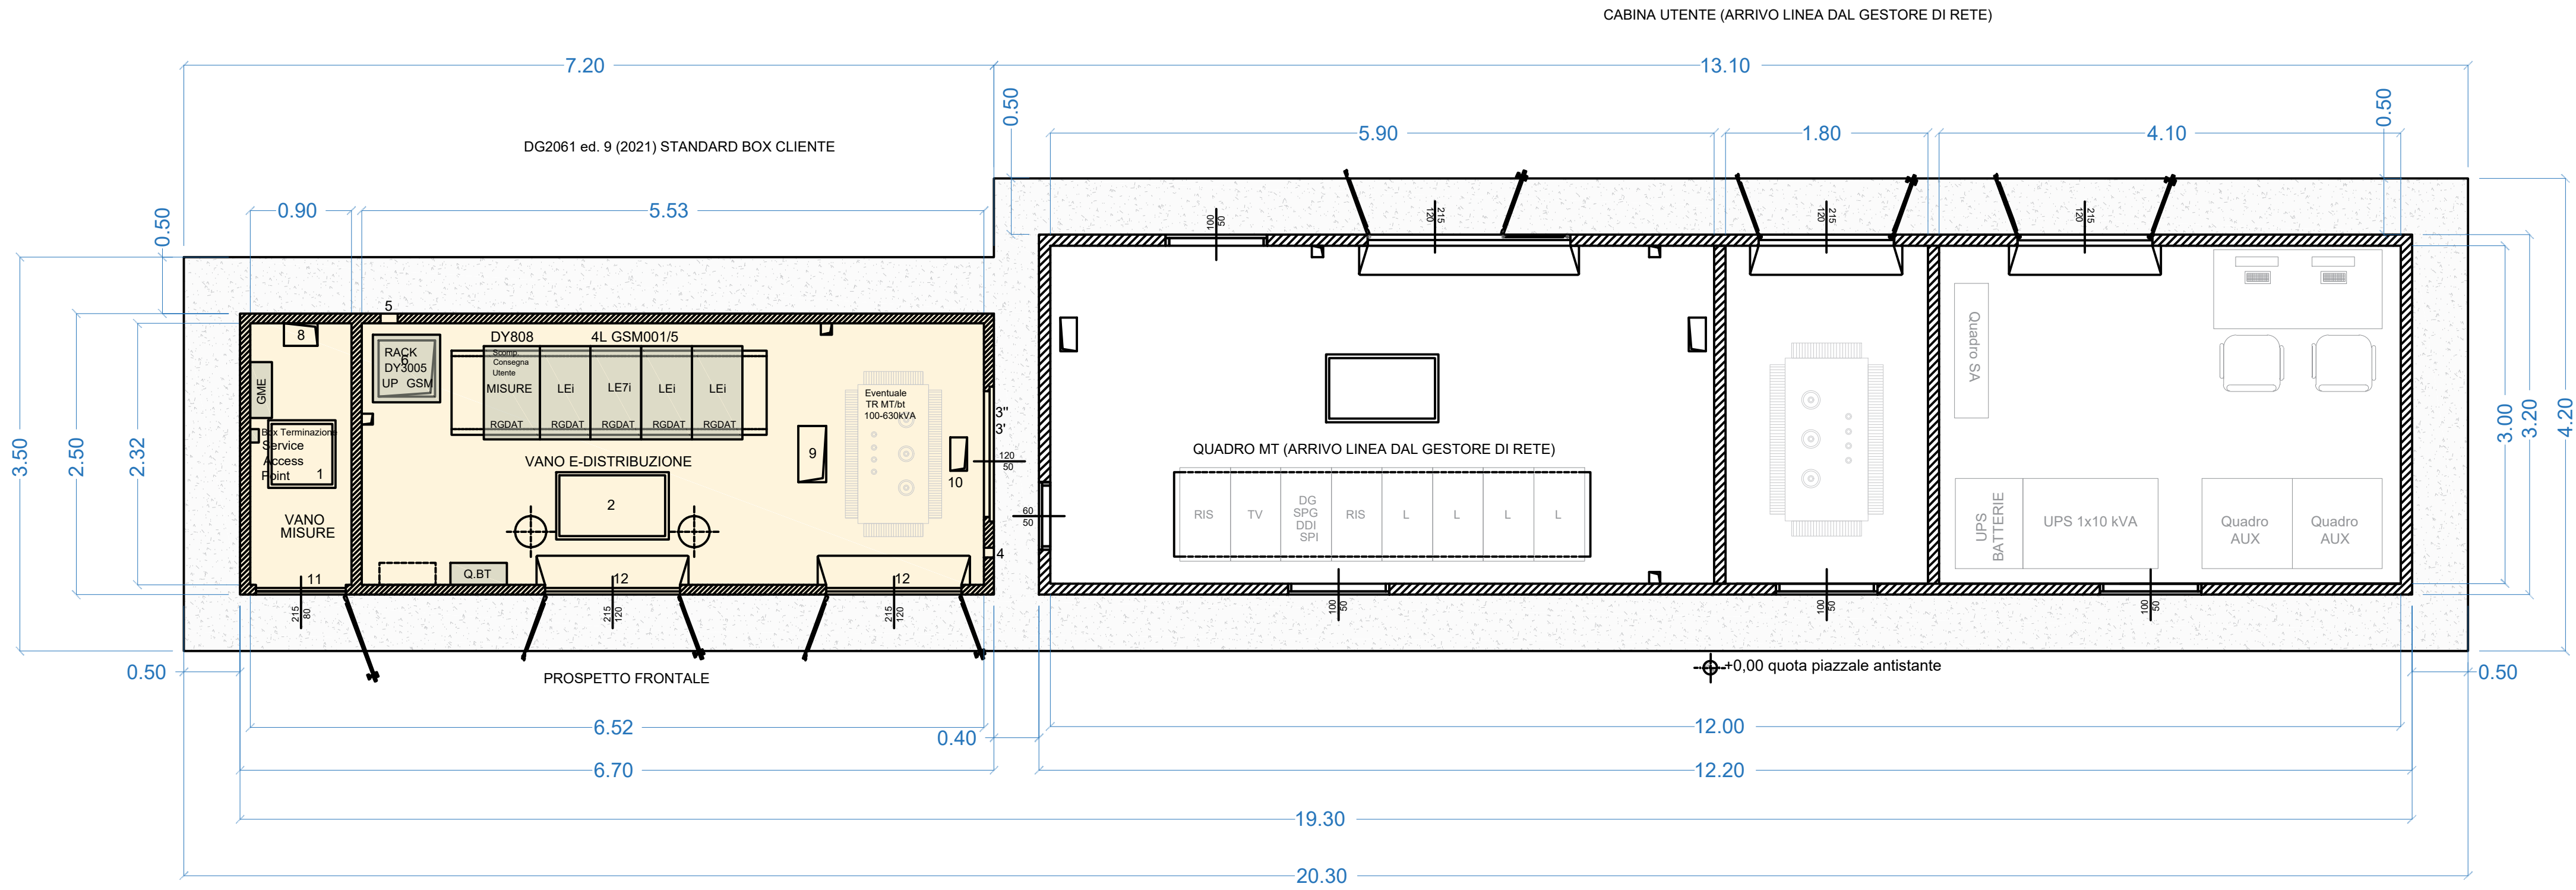 CABINA UTENTE (ARRIVO LINEA DAL GESTORE DI RETE)
7.20
13.10
0.50
0.50
5.90
1.80
4.10
DG2061 ed. 9 (2021) STANDARD BOX CLIENTE
0.90
5.53
0.50
100
50
120
215
120
215
120
215
5
8
DY808
4L GSM001/5
RACK
6
DY3005
UP GSM
Scomp.
Consegna
Utente
MISURE
LEi
LE7i
LEi
LEi
RGDAT
RGDAT
RGDAT
RGDAT
RGDAT
GME
Eventuale
TR MT/bt
100-630kVA
3''
3'
Box Terminazione
Service
Access
Point
1
VANO E-DISTRIBUZIONE
9
10
120
50
2
VANO
MISURE
4
60
50
Q.BT
11
12
12
215
80
215
120
215
120
QUADRO MT (ARRIVO LINEA DAL GESTORE DI RETE)
RIS
TV
DG
SPG
DDI
SPI
RIS
L
L
L
L
Quadro SA
UPS
BATTERIE
UPS 1x10 kVA
Quadro
AUX
Quadro
AUX
100
50
100
50
100
50
3.50
2.50
2.32
3.00
3.20
4.20
0.50
PROSPETTO FRONTALE
+0,00 quota piazzale antistante
0.50
6.52
0.40
12.00
6.70
12.20
19.30
20.30